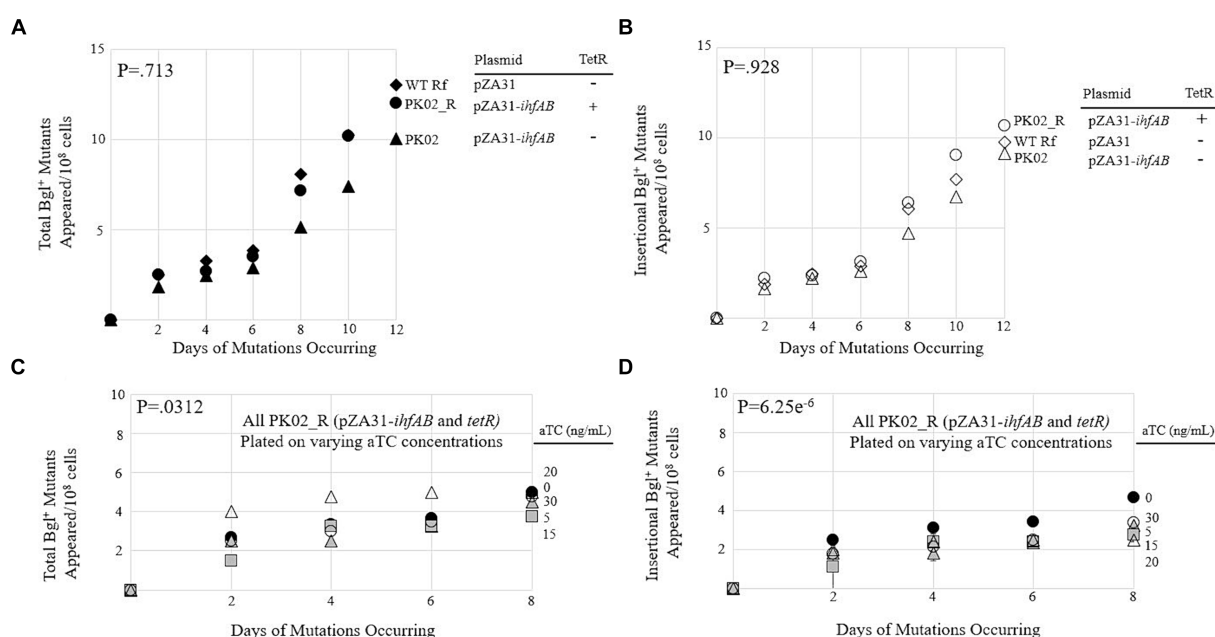 A
Total Bgl⁺ Mutants
Appeared/10⁸ cells
15
10
5
2
4
6
8
10
12
P=.713
Days of Mutations Occurring
Plasmid TetR
WT Rf pZA31 -
PK02_R pZA31-ihfAB +
PK02 pZA31-ihfAB -
B
Insertional Bgl⁺ Mutants
Appeared/10⁸ cells
15
10
5
2
4
6
8
10
12
P=.928
Days of Mutations Occurring
Plasmid TetR
PK02_R pZA31-ihfAB +
WT Rf pZA31 -
PK02 pZA31-ihfAB -
C
Total Bgl⁺ Mutants
Appeared/10⁸ cells
10
8
6
4
2
2
4
6
8
P=.0312
All PK02_R (pZA31-ihfAB and tetR)
Plated on varying aTC concentrations
aTC (ng/mL)
20
0
30
5
15
Days of Mutations Occurring
D
Insertional Bgl⁺ Mutants
Appeared/10⁸ cells
10
8
6
4
2
2
4
6
8
P=6.25e⁻⁶
All PK02_R (pZA31-ihfAB and tetR)
Plated on varying aTC concentrations
aTC (ng/mL)
0
30
5
15
20
Days of Mutations Occurring